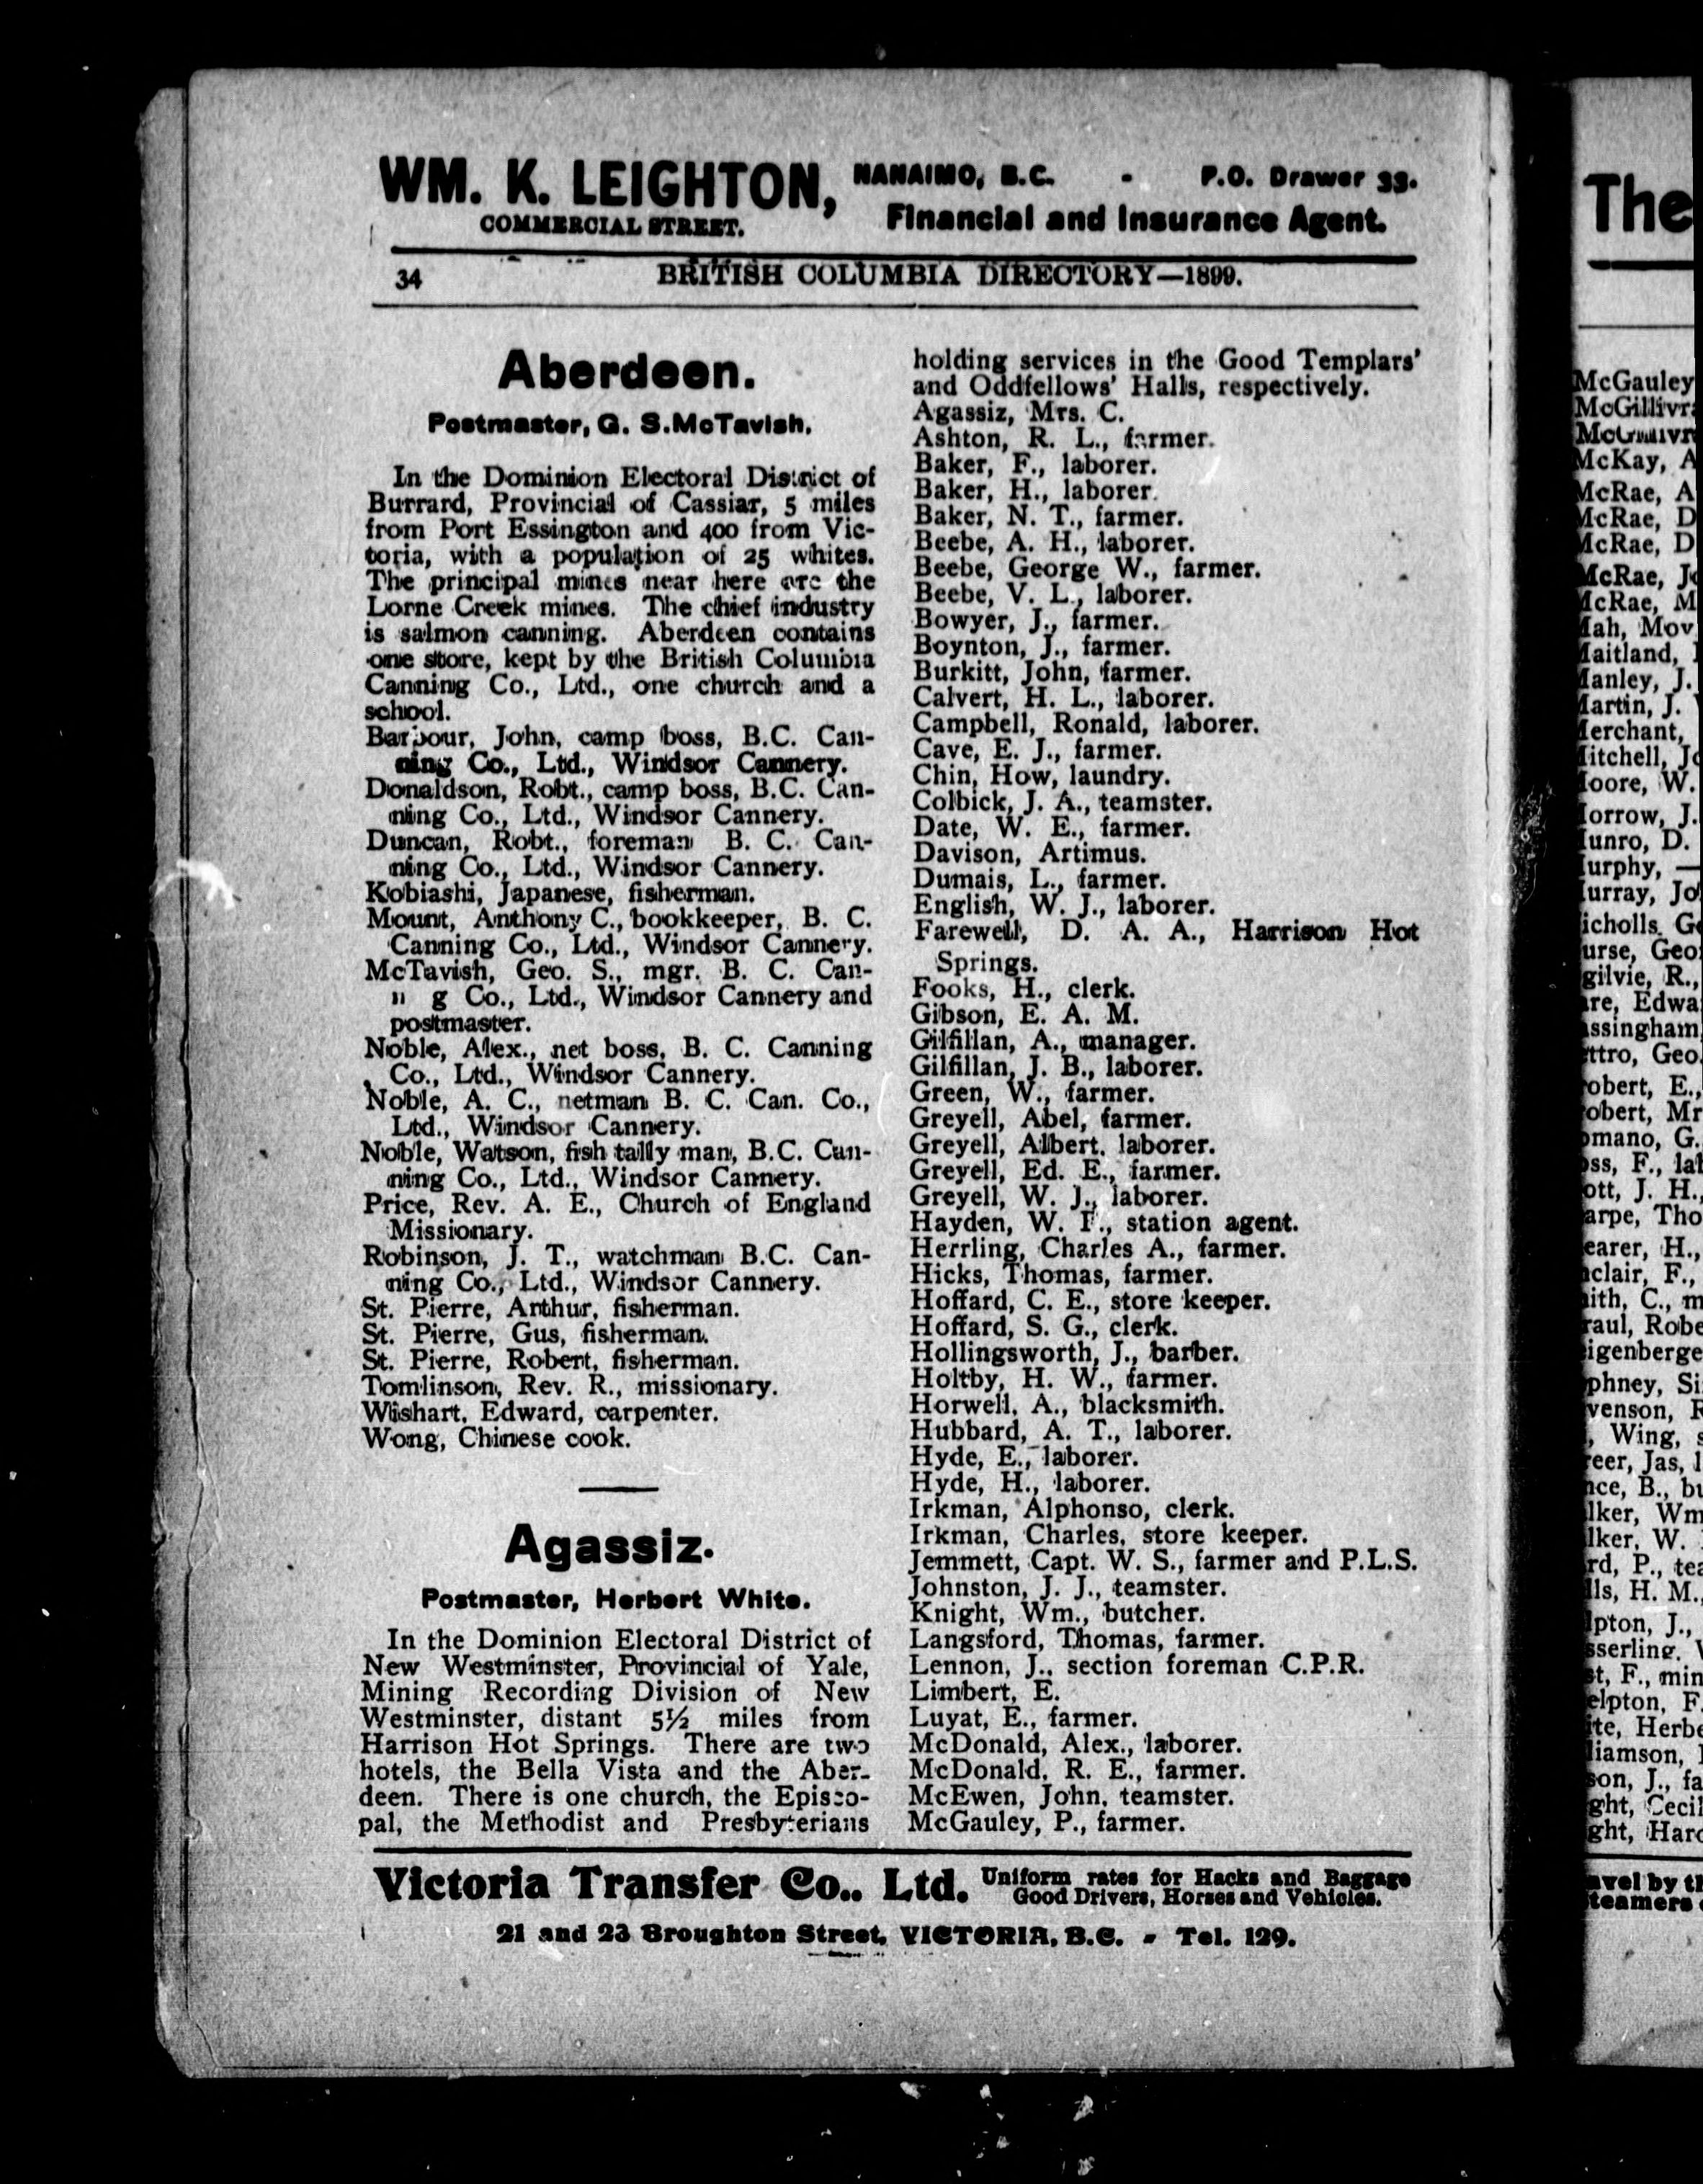 WM. K. LEIGHTON, NANAIMO, B.C. - P.O. Drawer 33.
COMMERCIAL STREET. Financial and Insurance Agent.
34 BRITISH COLUMBIA DIRECTORY—1899.
Aberdeen.
Postmaster, G. S. McTavish.
In the Dominion Electoral District of
Burrard, Provincial of Cassiar, 5 miles
from Port Essington and 400 from Vic-
toria, with a population of 25 whites.
The principal mines near here are the
Lorne Creek mines. The chief industry
is salmon canning. Aberdeen contains
one store, kept by the British Columbia
Canning Co., Ltd., one church and a
school.
Barbour, John, camp boss, B.C. Can-
ning Co., Ltd., Windsor Cannery.
Donaldson, Robt., camp boss, B.C. Can-
ning Co., Ltd., Windsor Cannery.
Duncan, Robt., foreman B. C. Can-
ning Co., Ltd., Windsor Cannery.
Kobiashi, Japanese, fisherman.
Mount, Anthony C., bookkeeper, B. C.
Canning Co., Ltd., Windsor Cannery.
McTavish, Geo. S., mgr. B. C. Can-
n g Co., Ltd., Windsor Cannery and
postmaster.
Noble, Alex., net boss, B. C. Canning
Co., Ltd., Windsor Cannery.
Noble, A. C., netman B. C. Can. Co.,
Ltd., Windsor Cannery.
Noble, Watson, fish tally man, B.C. Can-
ning Co., Ltd., Windsor Cannery.
Price, Rev. A. E., Church of England
Missionary.
Robinson, J. T., watchman B.C. Can-
ning Co., Ltd., Windsor Cannery.
St. Pierre, Arthur, fisherman.
St. Pierre, Gus, fisherman.
St. Pierre, Robert, fisherman.
Tomlinson, Rev. R., missionary.
Wishart, Edward, carpenter.
Wong, Chinese cook.
Agassiz.
Postmaster, Herbert White.
In the Dominion Electoral District of
New Westminster, Provincial of Yale,
Mining Recording Division of New
Westminster, distant 5½ miles from
Harrison Hot Springs. There are two
hotels, the Bella Vista and the Aber-
deen. There is one church, the Episco-
pal, the Methodist and Presbyterians
holding services in the Good Templars'
and Oddfellows' Halls, respectively.
Agassiz, Mrs. C.
Ashton, R. L., farmer.
Baker, F., laborer.
Baker, H., laborer.
Baker, N. T., farmer.
Beebe, A. H., laborer.
Beebe, George W., farmer.
Beebe, V. L., laborer.
Bowyer, J., farmer.
Boynton, J., farmer.
Burkitt, John, farmer.
Calvert, H. L., laborer.
Campbell, Ronald, laborer.
Cave, E. J., farmer.
Chin, How, laundry.
Colbick, J. A., teamster.
Date, W. E., farmer.
Davison, Artimus.
Dumais, L., farmer.
English, W. J., laborer.
Farewell, D. A. A., Harrison Hot
Springs.
Fooks, H., clerk.
Gibson, E. A. M.
Gilfillan, A., manager.
Gilfillan, J. B., laborer.
Green, W., farmer.
Greyell, Abel, farmer.
Greyell, Albert, laborer.
Greyell, Ed. E., farmer.
Greyell, W. J., laborer.
Hayden, W. F., station agent.
Herrling, Charles A., farmer.
Hicks, Thomas, farmer.
Hoffard, C. E., store keeper.
Hoffard, S. G., clerk.
Hollingsworth, J., barber.
Holtby, H. W., farmer.
Horwell, A., blacksmith.
Hubbard, A. T., laborer.
Hyde, E., laborer.
Hyde, H., laborer.
Irkman, Alphonso, clerk.
Irkman, Charles, store keeper.
Jemmett, Capt. W. S., farmer and P.L.S.
Johnston, J. J., teamster.
Knight, Wm., butcher.
Langsford, Thomas, farmer.
Lennon, J., section foreman C.P.R.
Limbert, E.
Luyat, E., farmer.
McDonald, Alex., laborer.
McDonald, R. E., farmer.
McEwen, John, teamster.
McGauley, P., farmer.
Victoria Transfer Co.. Ltd. Uniform rates for Hacks and Baggage
Good Drivers, Horses and Vehicles.
21 and 23 Broughton Street, VICTORIA, B.C. - Tel. 129.
The
McGauley
McKay, A
McRae, A
McRae, D
McRae, D
McRae, J
McRae, M